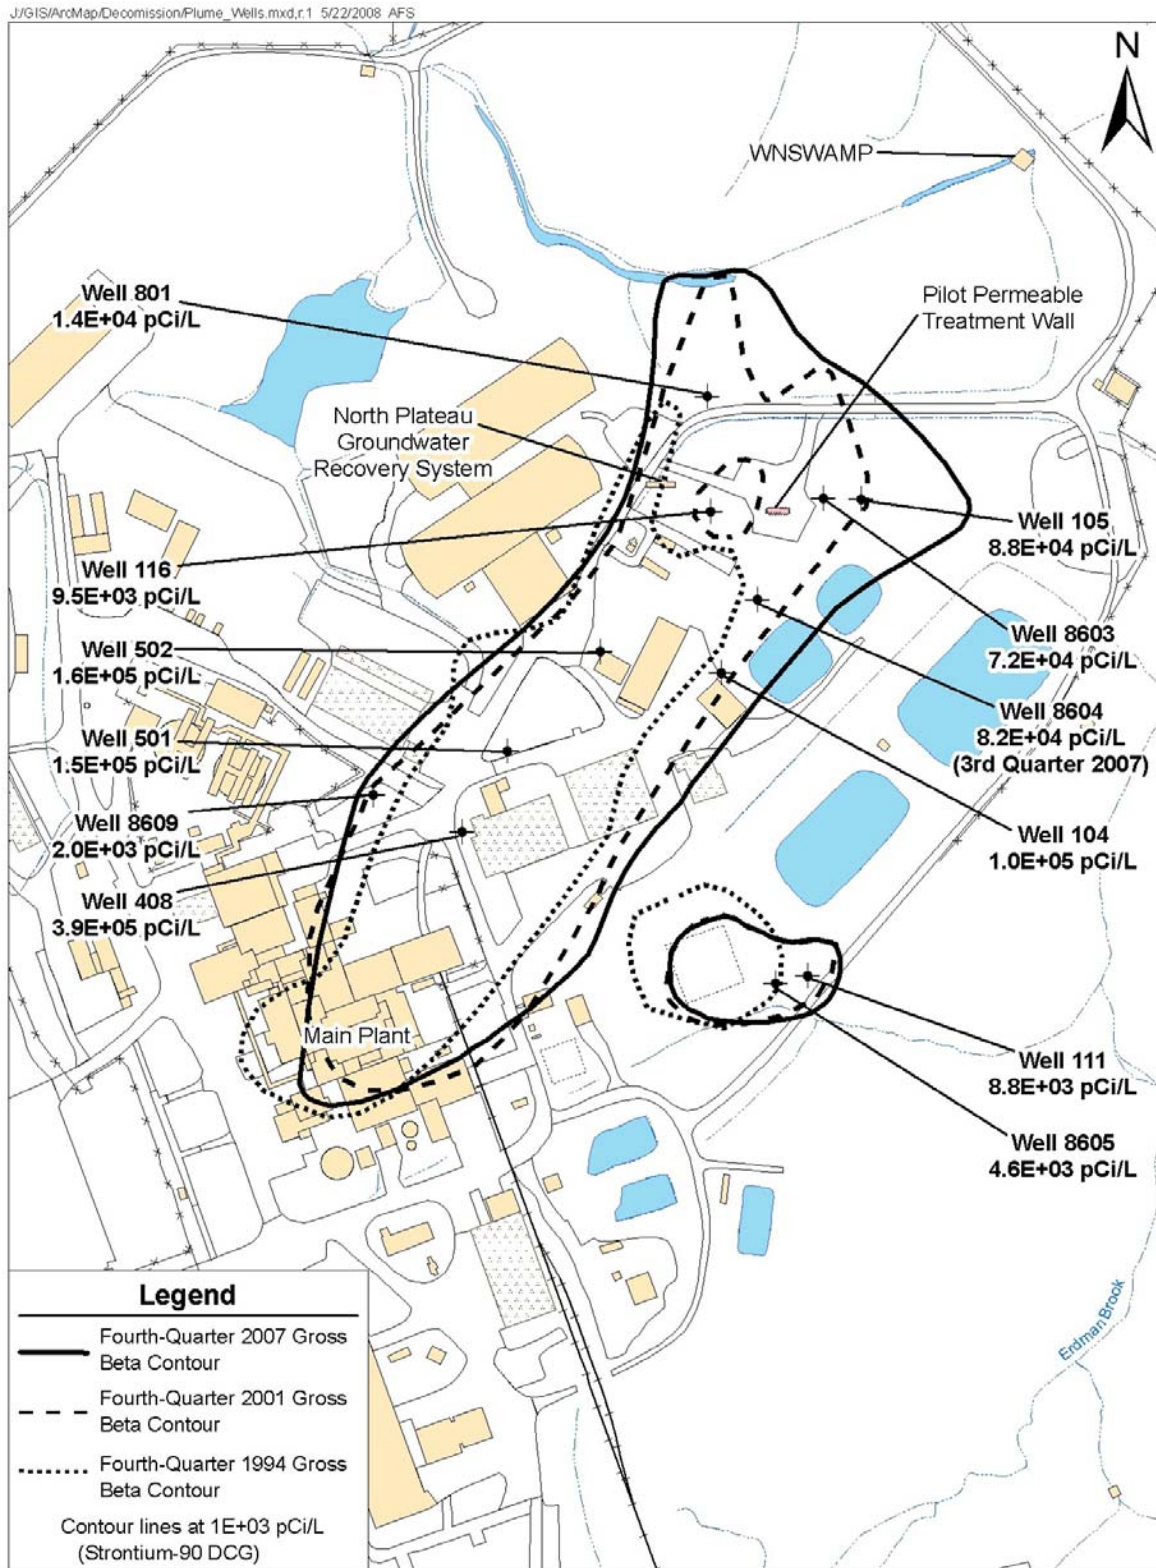 J:/GIS/ArcMap/Decomission/Plume_Wells.mxd,r.1 5/22/2008 AFS
N
WNSWAMP
Well 801
1.4E+04 pCi/L
Pilot Permeable
Treatment Wall
North Plateau
Groundwater
Recovery System
Well 105
8.8E+04 pCi/L
Well 116
9.5E+03 pCi/L
Well 8603
7.2E+04 pCi/L
Well 502
1.6E+05 pCi/L
Well 8604
8.2E+04 pCi/L
(3rd Quarter 2007)
Well 501
1.5E+05 pCi/L
Well 8609
2.0E+03 pCi/L
Well 104
1.0E+05 pCi/L
Well 408
3.9E+05 pCi/L
Main Plant
Well 111
8.8E+03 pCi/L
Well 8605
4.6E+03 pCi/L
Erdman Brook
Legend
Fourth-Quarter 2007 Gross
Beta Contour
Fourth-Quarter 2001 Gross
Beta Contour
Fourth-Quarter 1994 Gross
Beta Contour
Contour lines at 1E+03 pCi/L
(Strontium-90 DCG)